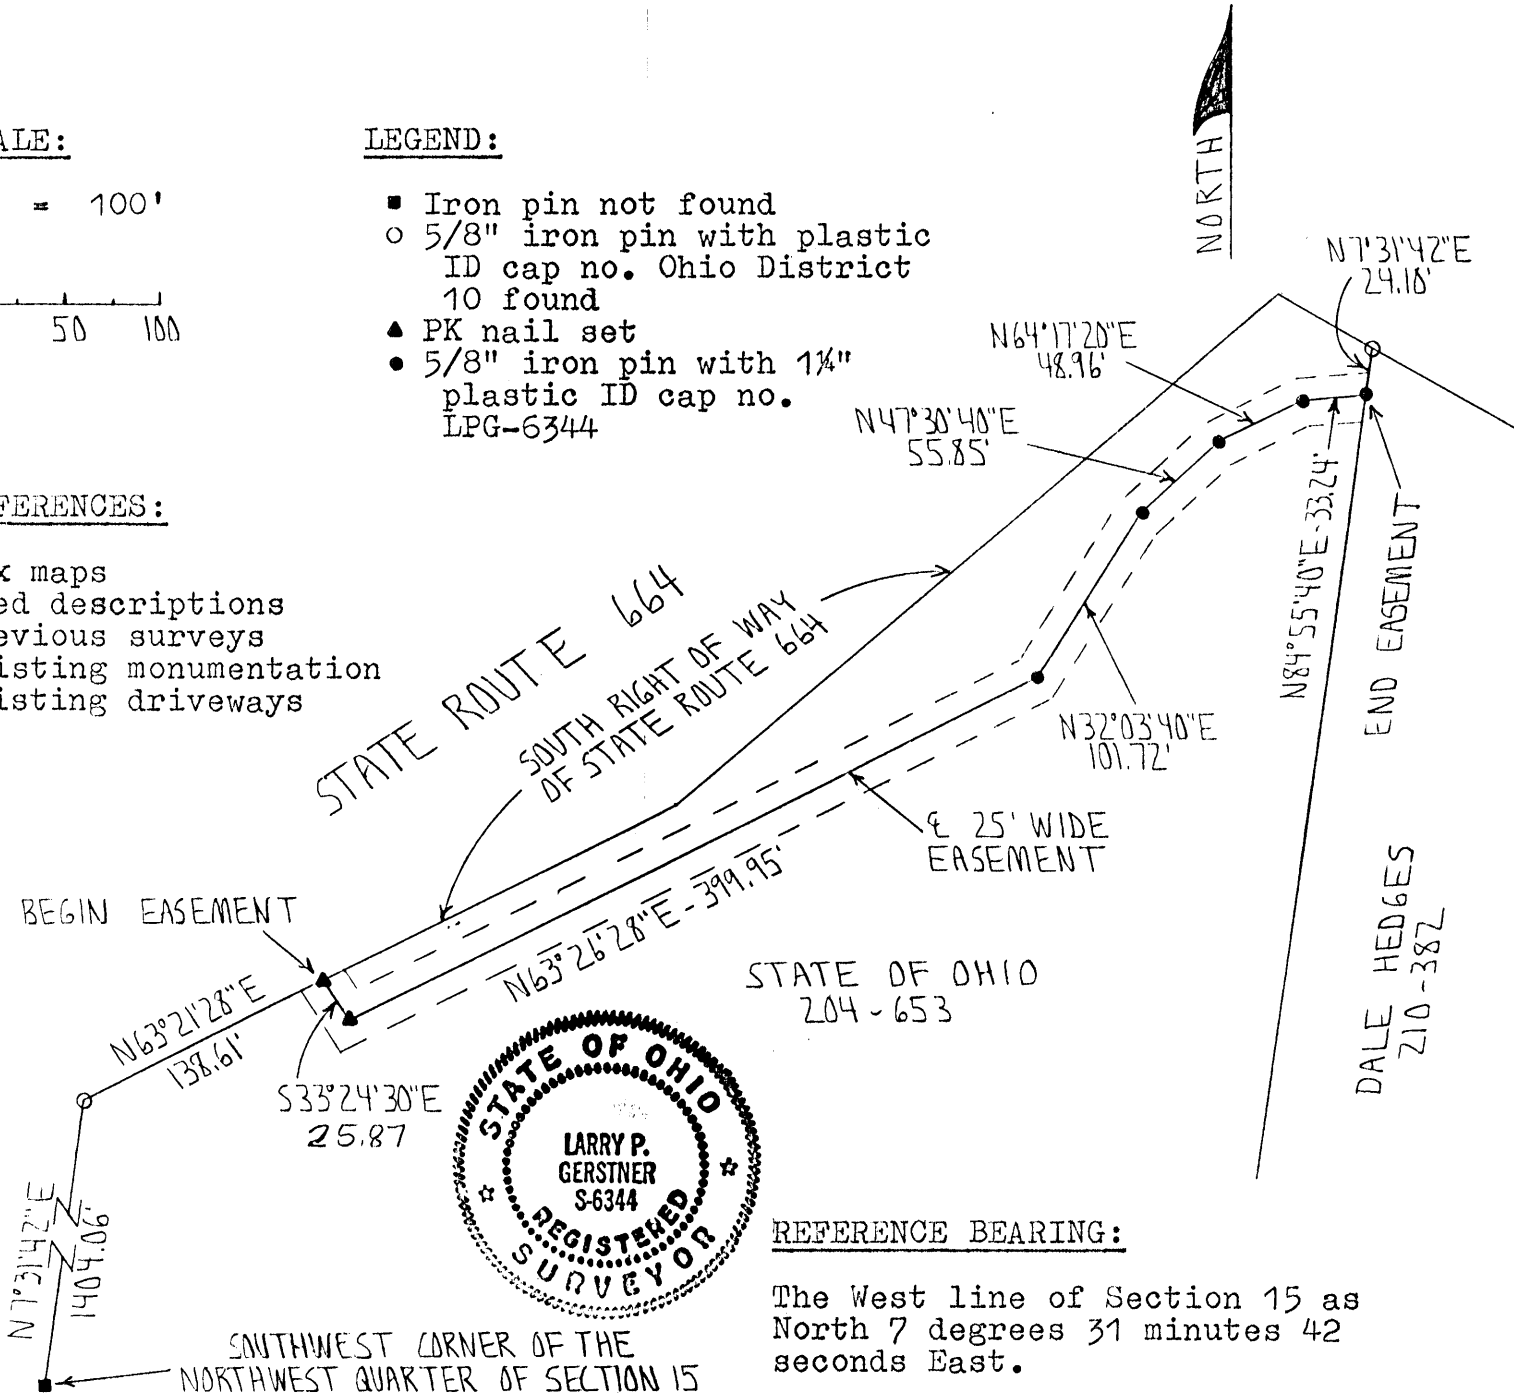 ALE:
= 100'
50 100
LEGEND:
■ Iron pin not found
○ 5/8" iron pin with plastic
ID cap no. Ohio District
10 found
▲ PK nail set
● 5/8" iron pin with 1¼"
plastic ID cap no.
LPG-6344
NORTH
N7°31'42"E
24.18'
N64°17'20"E
48.96'
N47°30'40"E
55.85'
FERENCES:
x maps
ed descriptions
evious surveys
isting monumentation
isting driveways
STATE ROUTE 664
SOUTH RIGHT OF WAY
OF STATE ROUTE 664
N84°55'40"E-33.24'
END EASEMENT
N32°03'40"E
101.72'
℄ 25' WIDE
EASEMENT
BEGIN EASEMENT
N63°26'28"E-399.95'
N63°21'28"E
138.61'
S33°24'30"E
25.87
STATE OF OHIO
204-653
DALE HEDGES
210-382
STATE OF OHIO
LARRY P.
GERSTNER
S-6344
REGISTERED
SURVEYOR
N7°31'42"E
1404.06'
SOUTHWEST CORNER OF THE
NORTHWEST QUARTER OF SECTION 15
REFERENCE BEARING:
The West line of Section 15 as
North 7 degrees 31 minutes 42
seconds East.